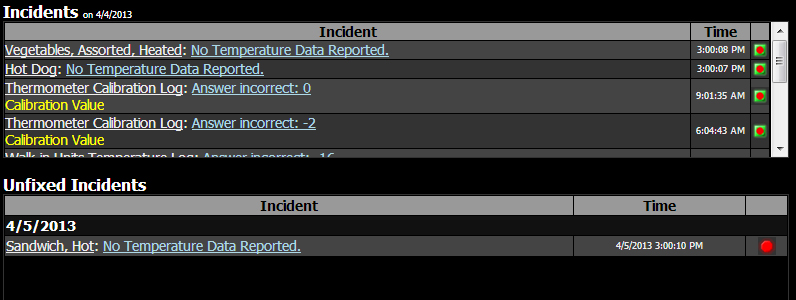 Incidents on 4/4/2013
Incident Time
Vegetables, Assorted, Heated: No Temperature Data Reported. 3:00:08 PM
Hot Dog: No Temperature Data Reported. 3:00:07 PM
Thermometer Calibration Log: Answer incorrect: 0 9:01:35 AM
Calibration Value
Thermometer Calibration Log: Answer incorrect: -2 6:04:43 AM
Calibration Value
Walk-in Units Temperature Log: Answer incorrect: -16
Unfixed Incidents
Incident Time
4/5/2013
Sandwich, Hot: No Temperature Data Reported. 4/5/2013 3:00:10 PM